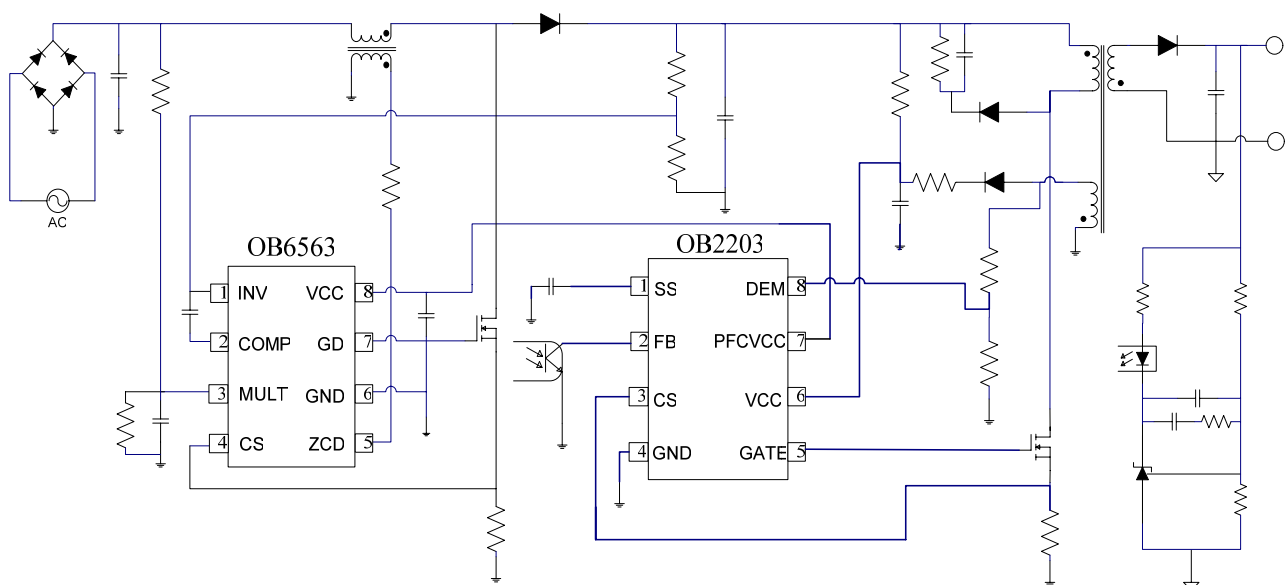 AC
OB6563
1 INV
2 COMP
3 MULT
4 CS
VCC 8
GD 7
GND 6
ZCD 5
OB2203
1 SS
2 FB
3 CS
4 GND
DEM 8
PFCVCC 7
VCC 6
GATE 5